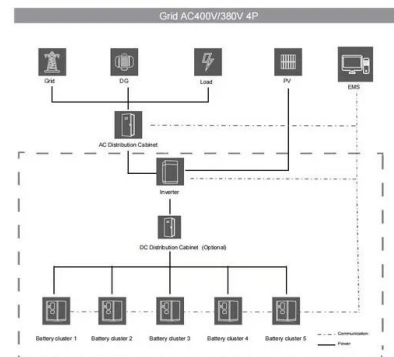 Grid AC400V/380V 4P
Grid
DG
Load
PV
EMS
AC Distribution Cabinet
Inverter
DC Distribution Cabinet (Optional)
Battery cluster 1
Battery cluster 2
Battery cluster 3
Battery cluster 4
Battery cluster 5
Communication
Power